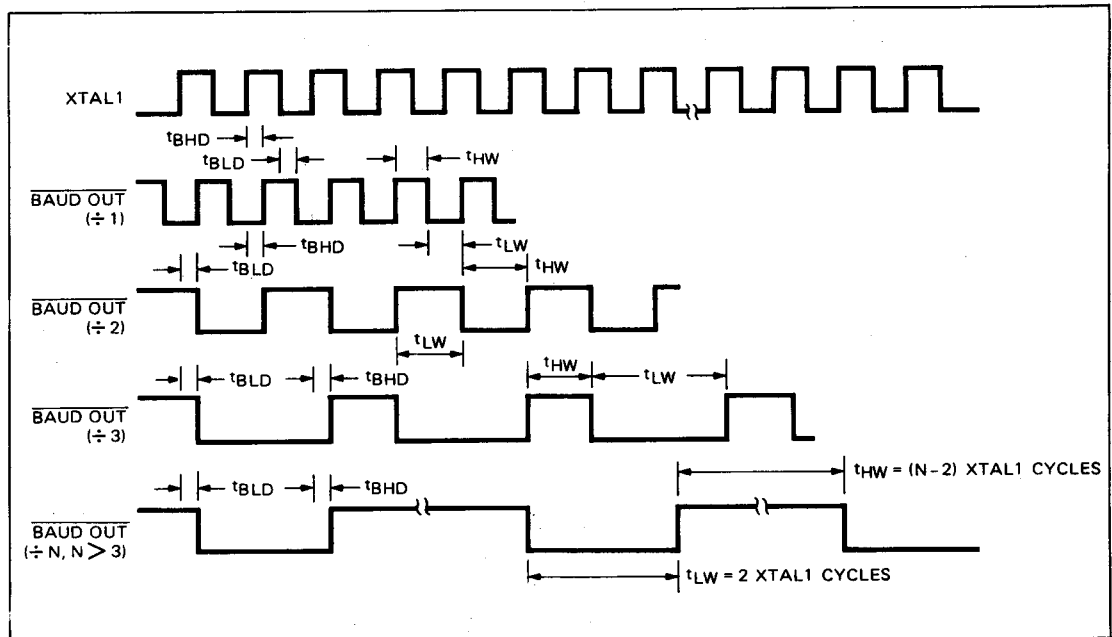 XTAL1
tBHD
tBLD
tHW
BAUD OUT
(÷ 1)
tBHD
tLW
tBLD
tHW
BAUD OUT
(÷ 2)
tLW
tHW
tBLD
tBHD
tLW
BAUD OUT
(÷ 3)
tHW = (N-2) XTAL1 CYCLES
tBLD
tBHD
BAUD OUT
(÷ N, N > 3)
tLW = 2 XTAL1 CYCLES